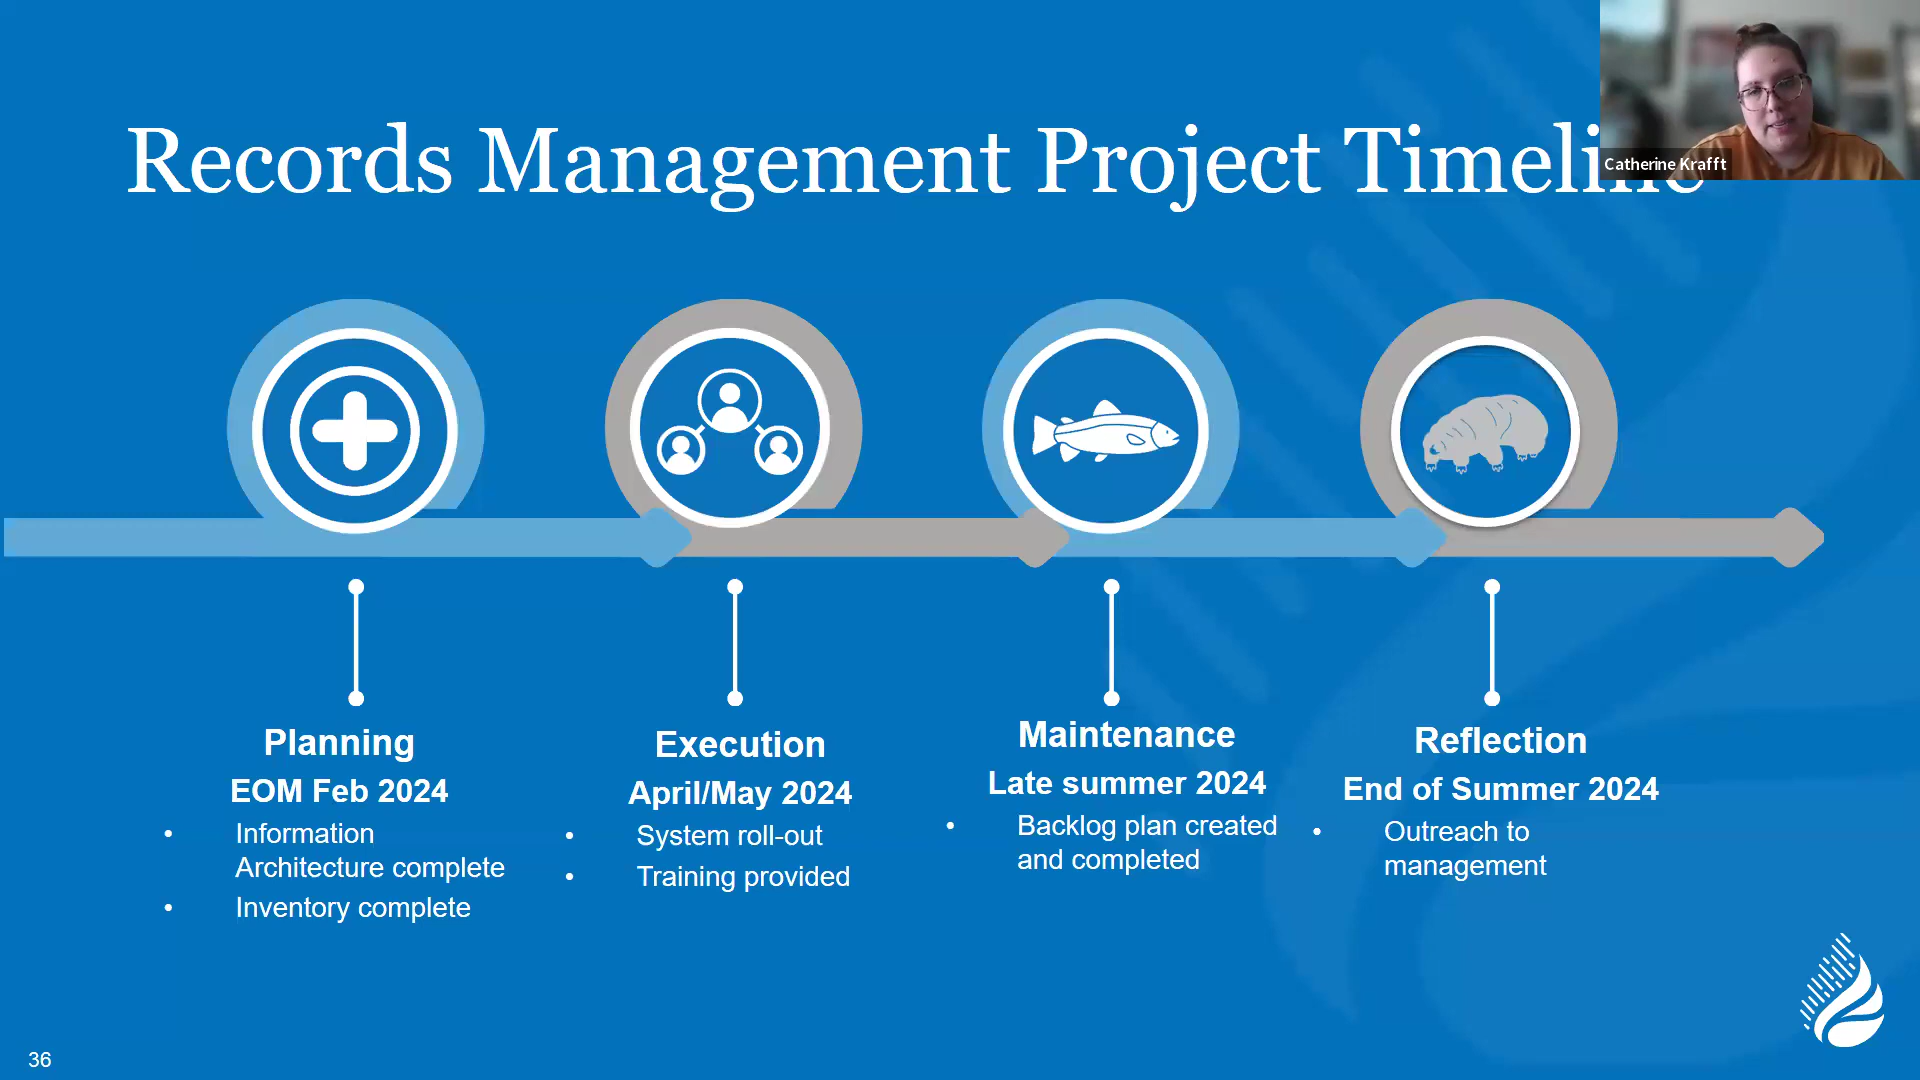 Records Management Project Timeline
Catherine Krafft
Planning
EOM Feb 2024
• Information
Architecture complete
• Inventory complete
Execution
April/May 2024
• System roll-out
• Training provided
Maintenance
Late summer 2024
• Backlog plan created
and completed
Reflection
End of Summer 2024
• Outreach to
management
36